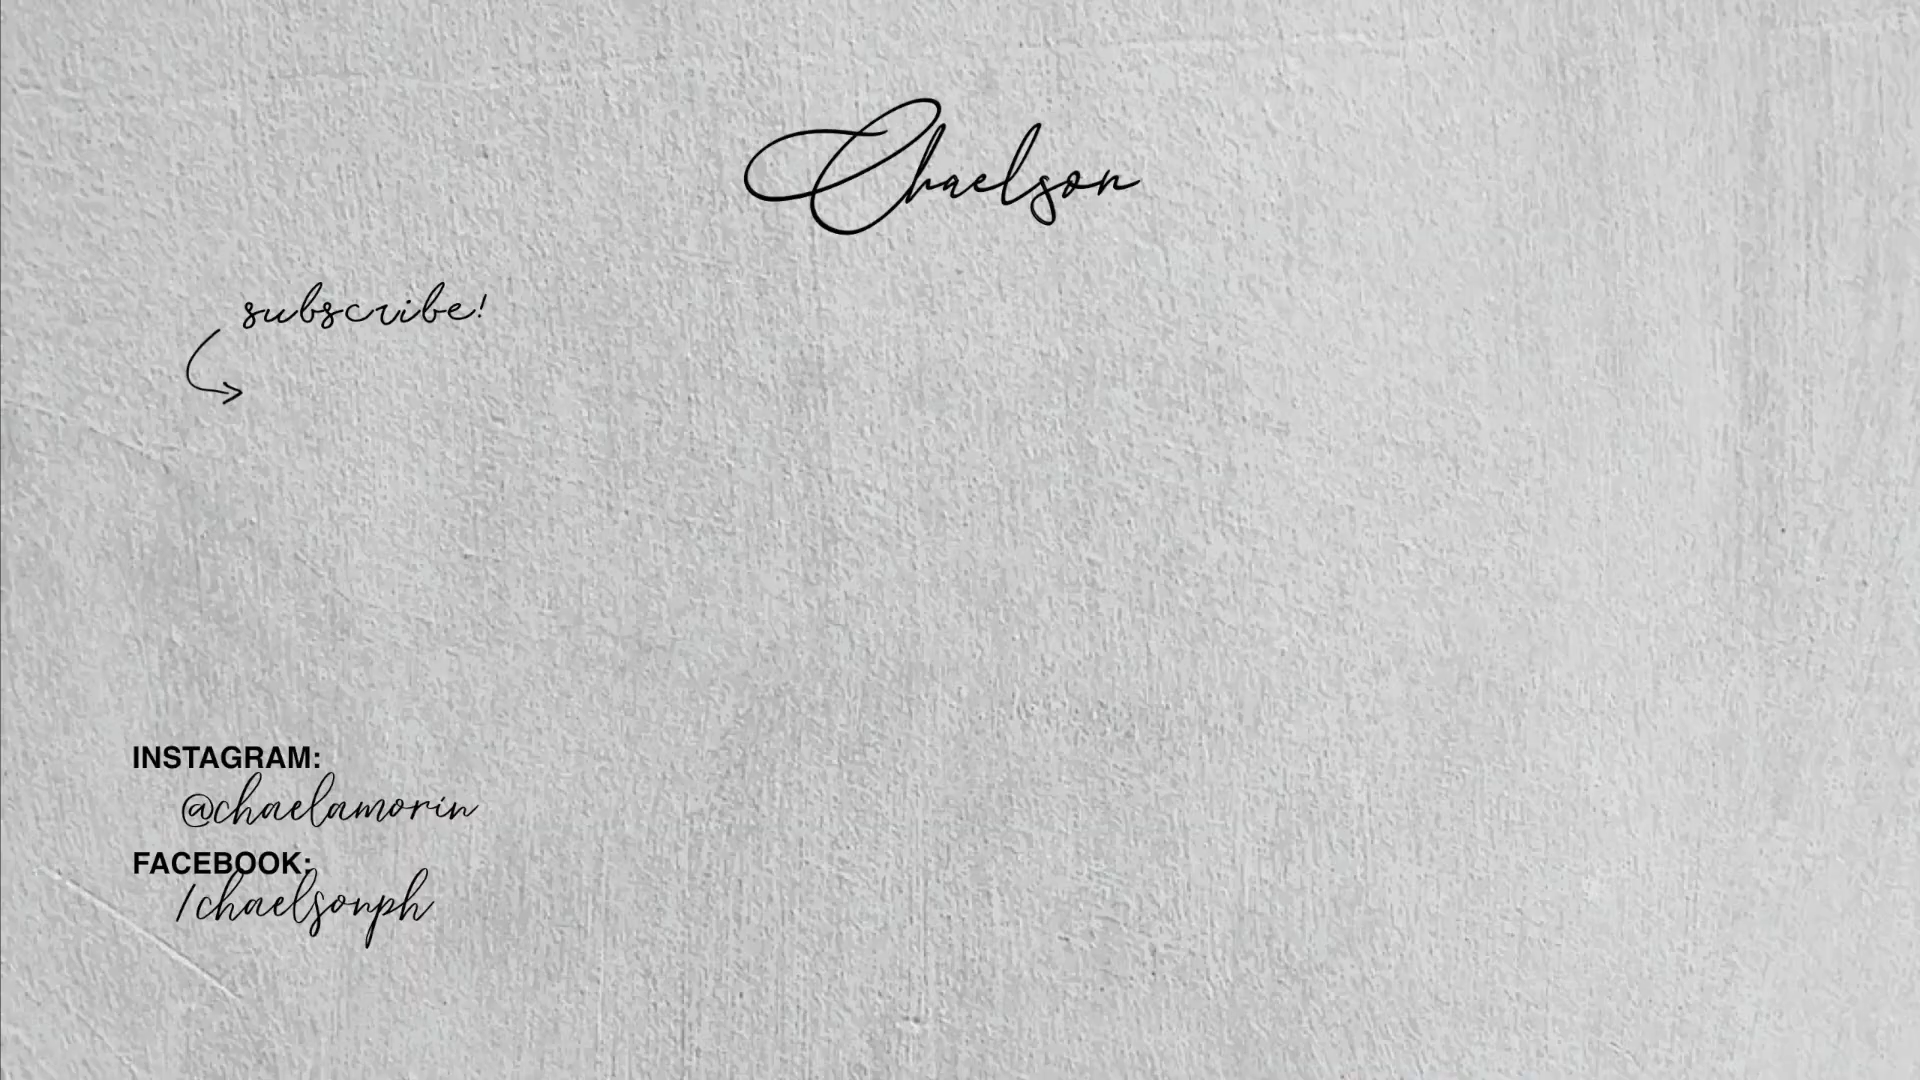 Chaelson
subscribe!
INSTAGRAM:
@chaelamorin
FACEBOOK:
/chaelsonph